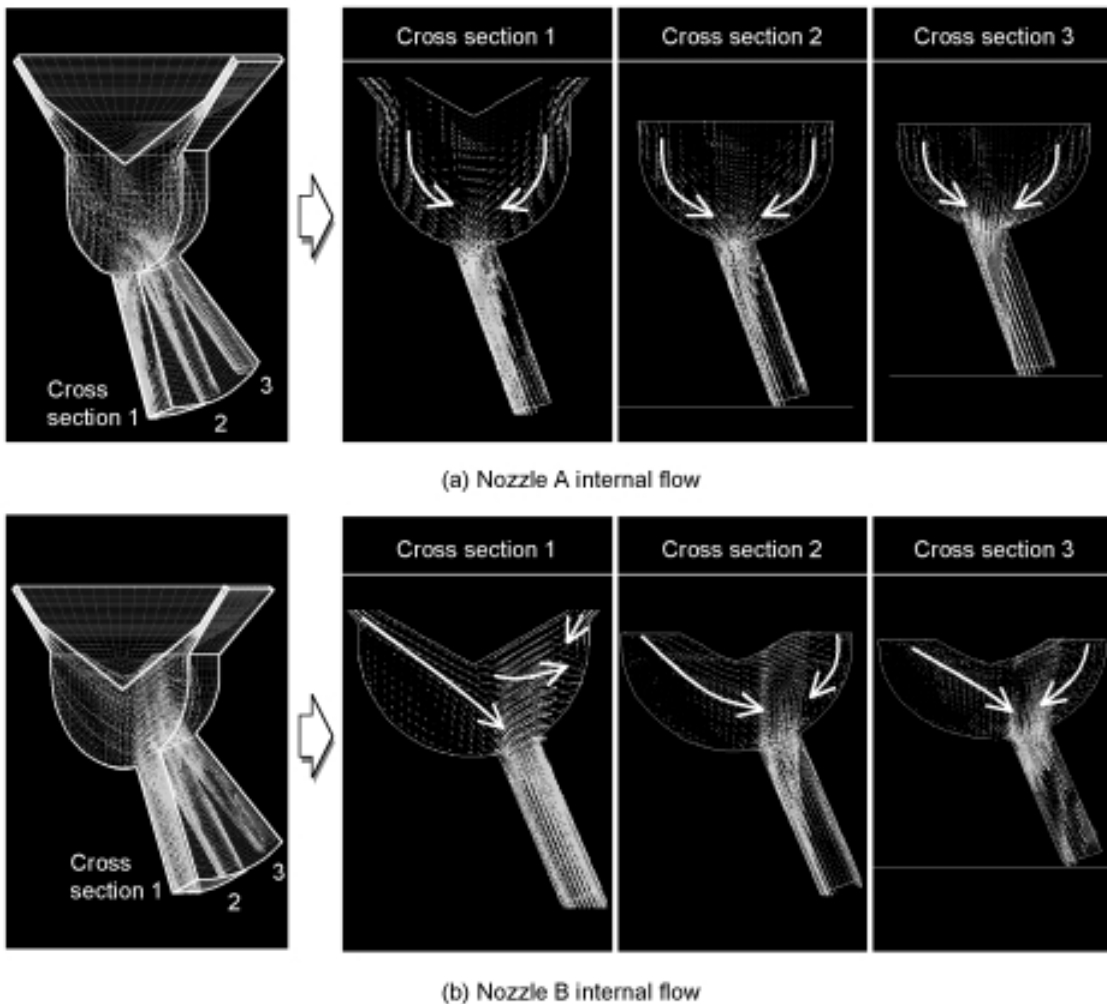 Cross section 1
Cross section 2
Cross section 3
Cross
section 1
2
3
(a) Nozzle A internal flow
Cross section 1
Cross section 2
Cross section 3
Cross
section 1
2
3
(b) Nozzle B internal flow